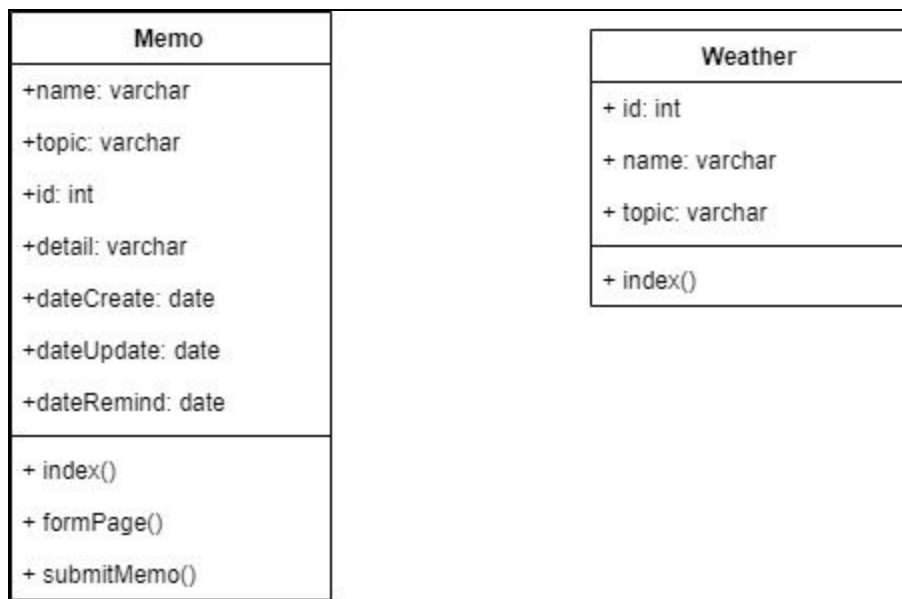 Memo
+name: varchar
+topic: varchar
+id: int
+detail: varchar
+dateCreate: date
+dateUpdate: date
+dateRemind: date
+ index()
+ formPage()
+ submitMemo()
Weather
+ id: int
+ name: varchar
+ topic: varchar
+ index()